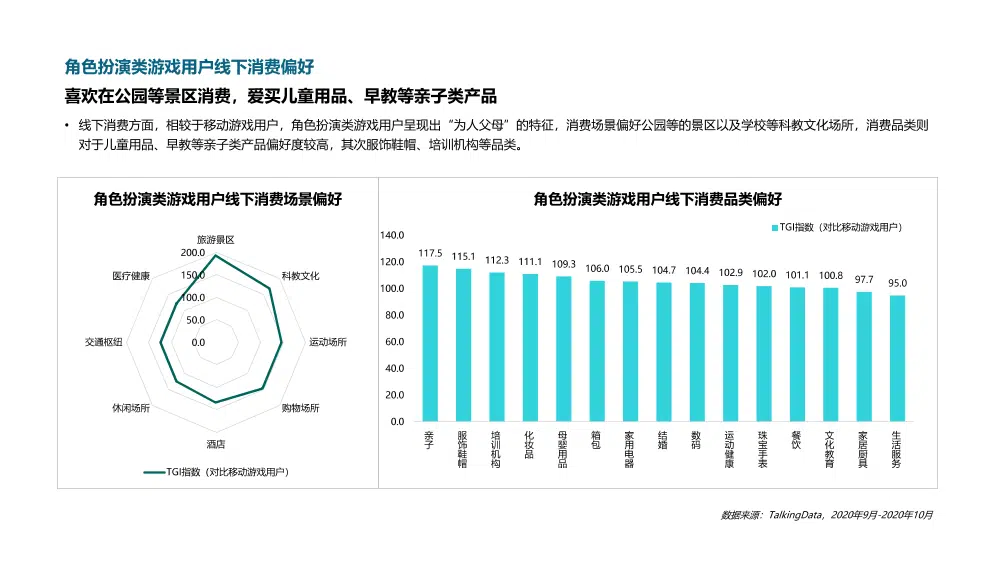 角色扮演类游戏用户线下消费偏好
喜欢在公园等景区消费，爱买儿童用品、早教等亲子类产品
• 线下消费方面，相较于移动游戏用户，角色扮演类游戏用户呈现出“为人父母”的特征，消费场景偏好公园等的景区以及学校等科教文化场所，消费品类则
对于儿童用品、早教等亲子类产品偏好度较高，其次服饰鞋帽、培训机构等品类。
角色扮演类游戏用户线下消费场景偏好
旅游景区
200.0
医疗健康
150.0
科教文化
100.0
50.0
交通枢纽
0.0
运动场所
休闲场所
购物场所
酒店
TGI指数（对比移动游戏用户）
角色扮演类游戏用户线下消费品类偏好
TGI指数（对比移动游戏用户）
140.0
120.0
100.0
80.0
60.0
40.0
20.0
0.0
117.5 115.1 112.3 111.1 109.3 106.0 105.5 104.7 104.4 102.9 102.0 101.1 100.8 97.7 95.0
亲子
服饰鞋帽
培训机构
化妆品
母婴用品
箱包
家用电器
结婚
数码
运动健康
珠宝手表
餐饮
文化教育
家居厨具
生活服务
数据来源：TalkingData，2020年9月-2020年10月